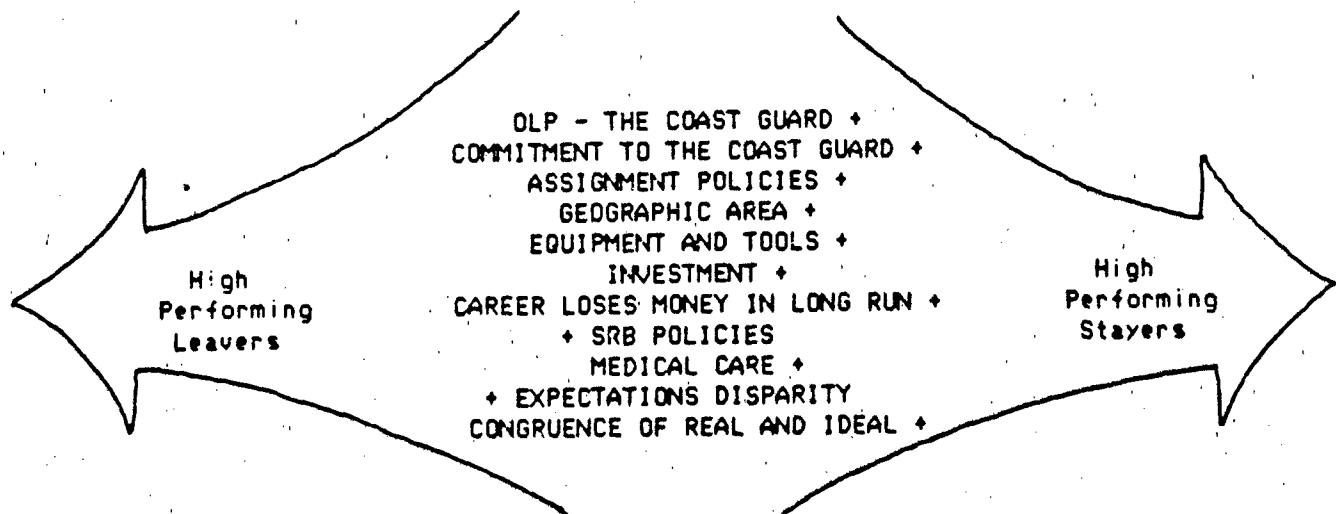 OLP - THE COAST GUARD +
COMMITMENT TO THE COAST GUARD +
ASSIGNMENT POLICIES +
GEOGRAPHIC AREA +
EQUIPMENT AND TOOLS +
INVESTMENT +
CAREER LOSES MONEY IN LONG RUN +
+ SRB POLICIES
MEDICAL CARE +
+ EXPECTATIONS DISPARITY
CONGRUENCE OF REAL AND IDEAL +
High
Performing
Leavers
High
Performing
Stayers